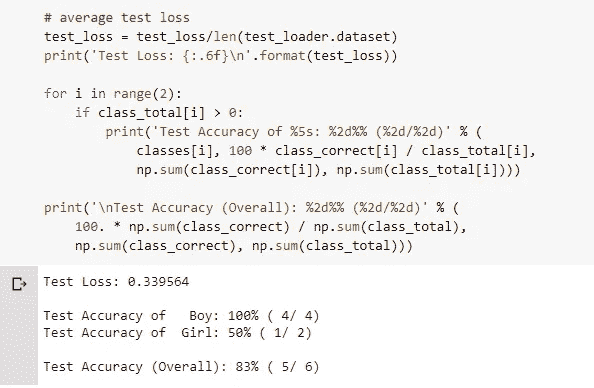 # average test loss
test_loss = test_loss/len(test_loader.dataset)
print('Test Loss: {:.6f}\n'.format(test_loss))

for i in range(2):
    if class_total[i] > 0:
        print('Test Accuracy of %5s: %2d%% (%2d/%2d)' % (
            classes[i], 100 * class_correct[i] / class_total[i],
            np.sum(class_correct[i]), np.sum(class_total[i])))

print('\nTest Accuracy (Overall): %2d%% (%2d/%2d)' % (
    100. * np.sum(class_correct) / np.sum(class_total),
    np.sum(class_correct), np.sum(class_total)))
Test Loss: 0.339564

Test Accuracy of   Boy: 100% ( 4/ 4)
Test Accuracy of  Girl: 50% ( 1/ 2)

Test Accuracy (Overall): 83% ( 5/ 6)